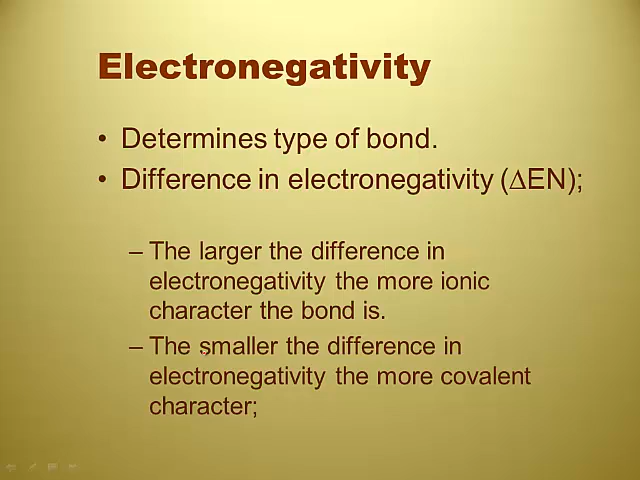 Electronegativity
• Determines type of bond.
• Difference in electronegativity (∆EN);
– The larger the difference in
electronegativity the more ionic
character the bond is.
– The smaller the difference in
electronegativity the more covalent
character;